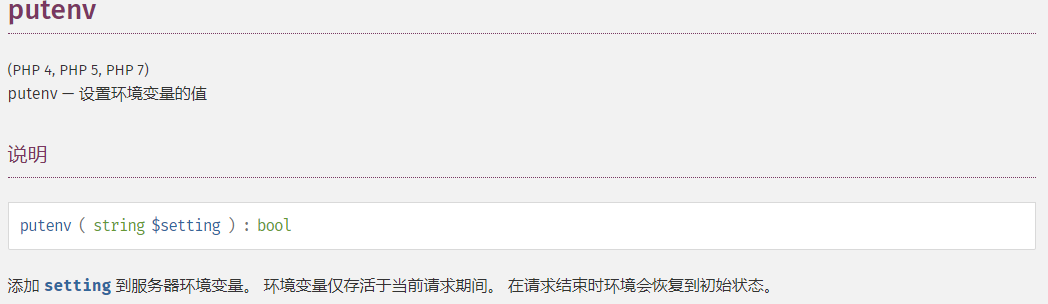 putenv
(PHP 4, PHP 5, PHP 7)
putenv — 设置环境变量的值
说明
putenv ( string $setting ) : bool
添加 setting 到服务器环境变量。 环境变量仅存活于当前请求期间。 在请求结束时环境会恢复到初始状态。